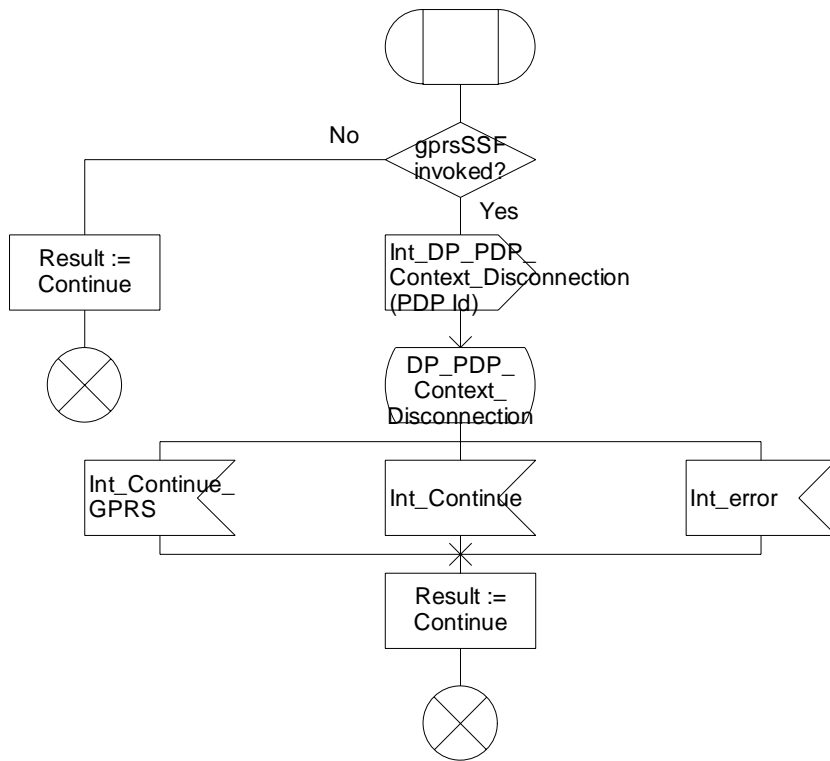 No
gprsSSF
invoked?
Yes
Result :=
Continue
Int_DP_PDP_
Context_Disconnection
(PDP Id)
DP_PDP_
Context_
Disconnection
Int_Continue_
GPRS
Int_Continue
Int_error
Result :=
Continue